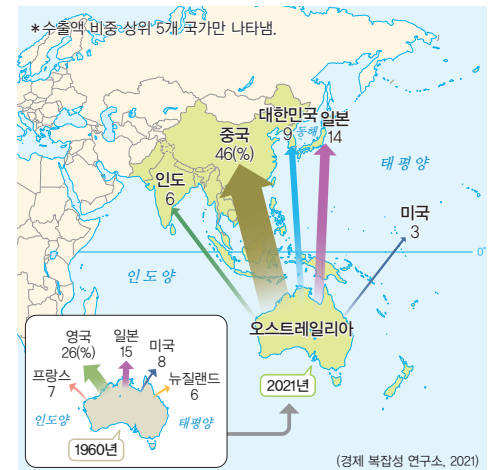 *수출액 비중 상위 5개 국가만 나타냄.
대한민국
9
일본
14
동해
중국
46(%)
인도
6
태평양
미국
3
인도양
0°
오스트레일리아
2021년
영국
26(%)
일본
15
미국
8
프랑스
7
뉴질랜드
6
인도양
태평양
1960년
(경제 복잡성 연구소, 2021)